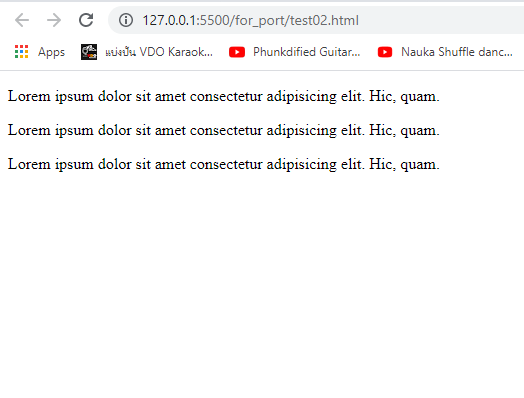 127.0.0.1:5500/for_port/test02.html
Apps แบ่งปัน VDO Karaok... Phunkdified Guitar... Nauka Shuffle danc...
Lorem ipsum dolor sit amet consectetur adipisicing elit. Hic, quam.
Lorem ipsum dolor sit amet consectetur adipisicing elit. Hic, quam.
Lorem ipsum dolor sit amet consectetur adipisicing elit. Hic, quam.